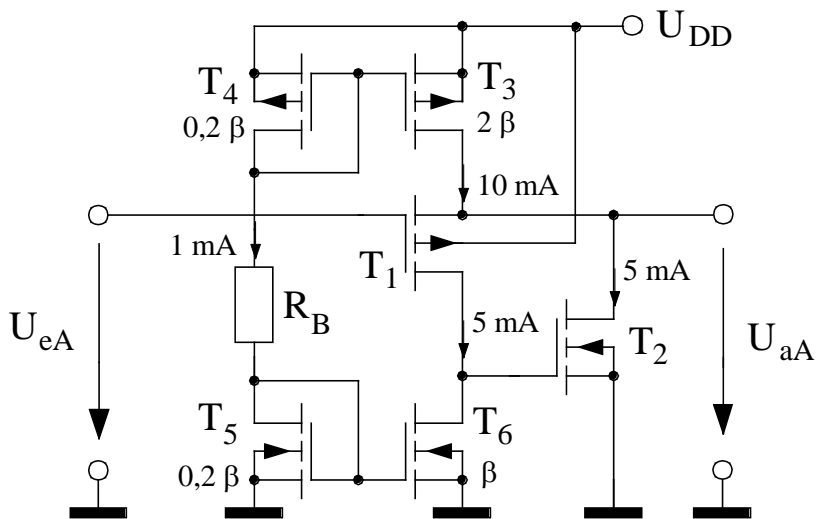 U_DD
T_4
T_3
0,2 β
2 β
10 mA
1 mA
T_1
5 mA
U_eA
R_B
5 mA
T_2
U_aA
T_5
T_6
0,2 β
β